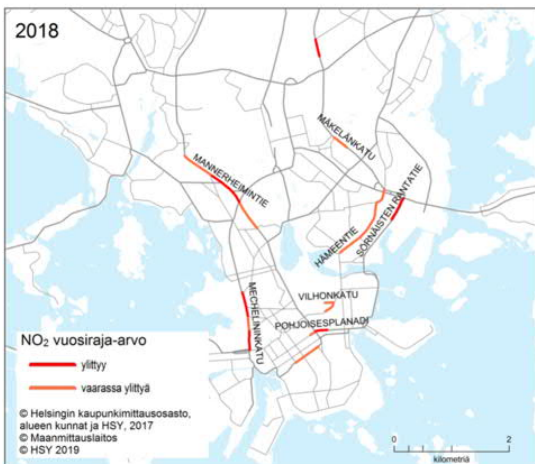 2018
MÄKELÄNKATU
MANNERHEIMINTIE
HÄMEENTIE
SÖRNÄISTEN RANTATIE
MECHELININKATU
VILHONKATU
POHJOISESPLANADI
NO₂ vuosiraja-arvo
ylittyy
vaarassa ylittyä
© Helsingin kaupunkimittausosasto,
alueen kunnat ja HSY, 2017
© Maanmittauslaitos
© HSY 2019
0 2
kilometriä